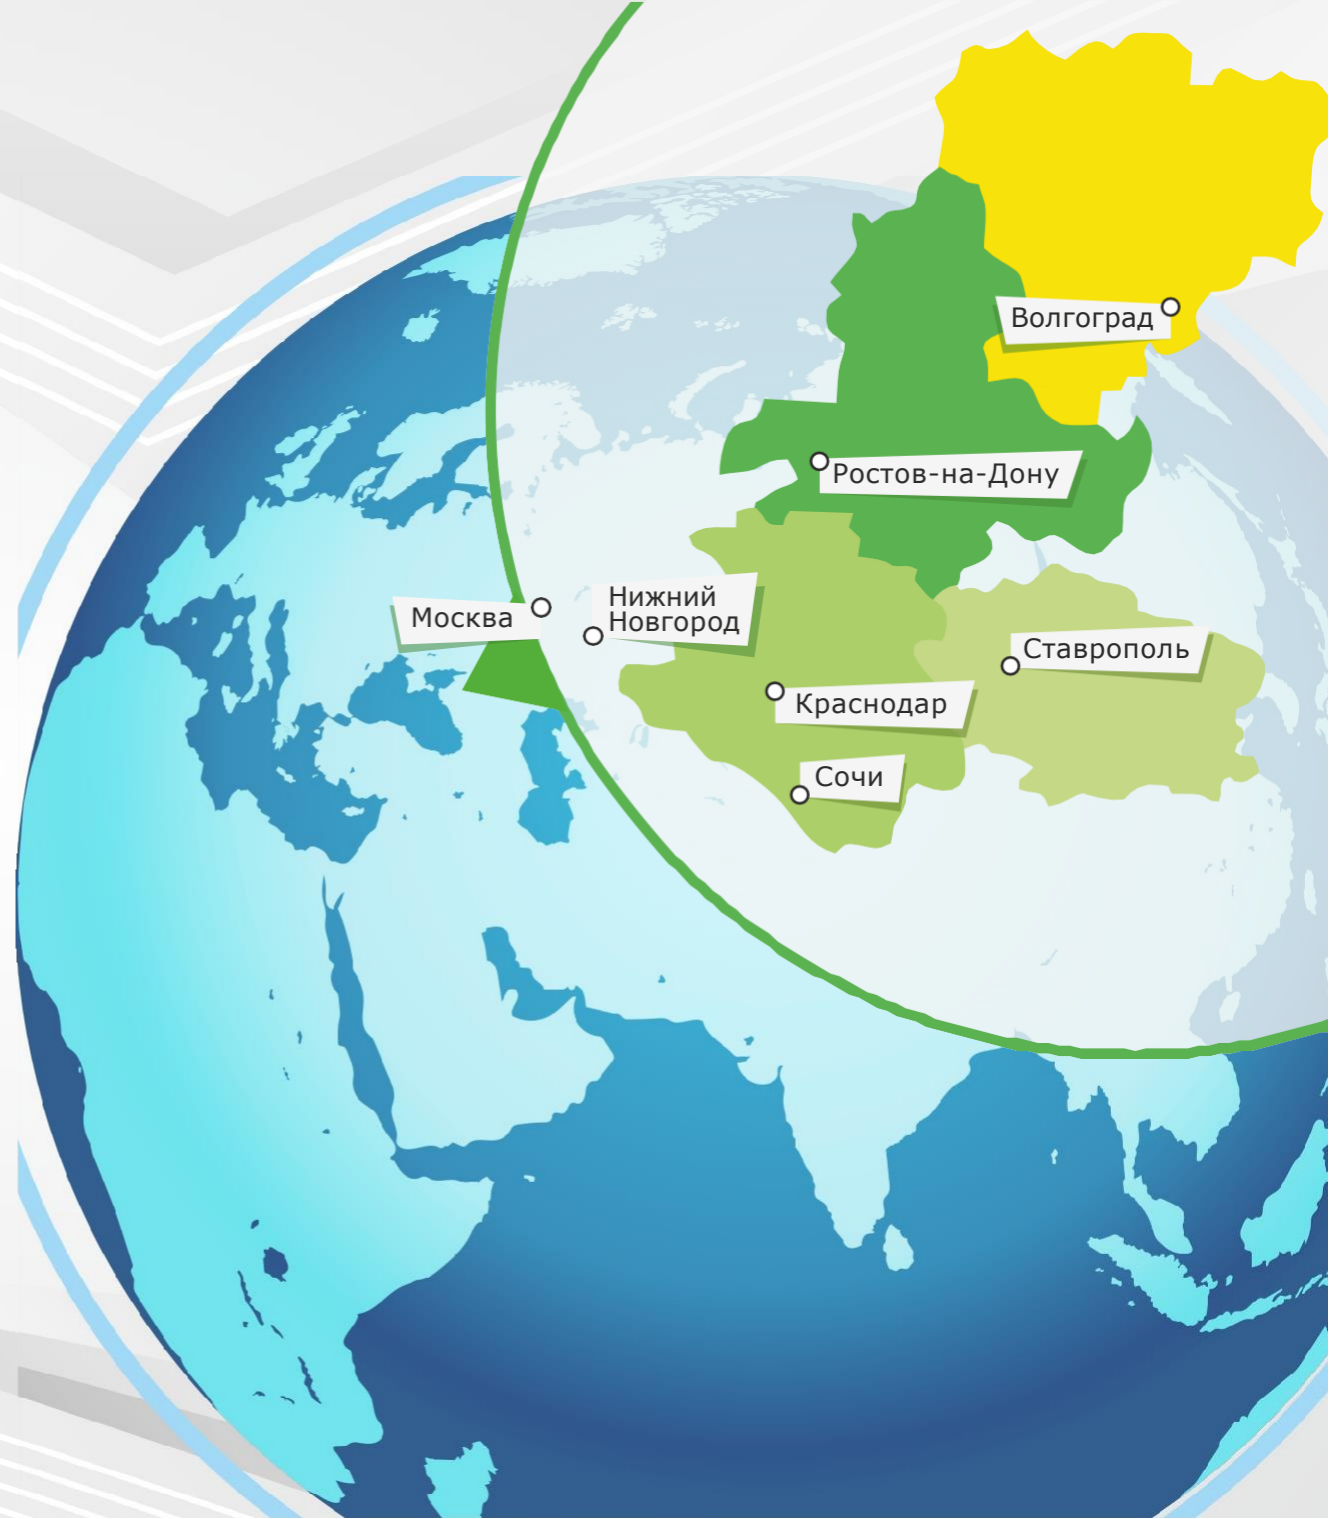 Волгоград
Ростов-на-Дону
Москва
Нижний
Новгород
Ставрополь
Краснодар
Сочи